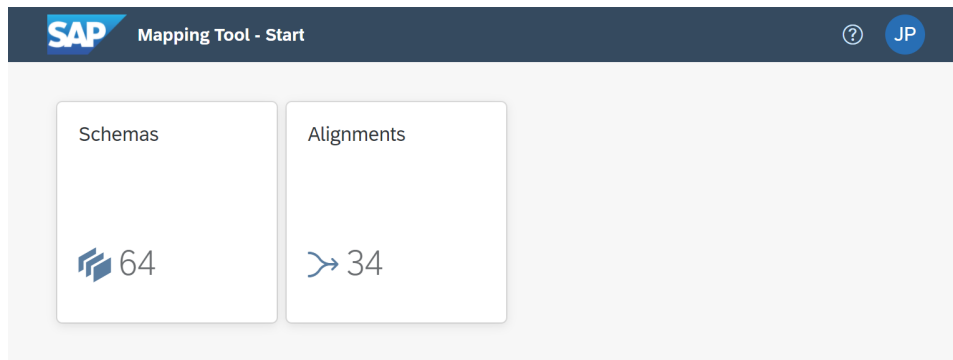 SAP Mapping Tool - Start ? JP
Schemas
64
Alignments
34